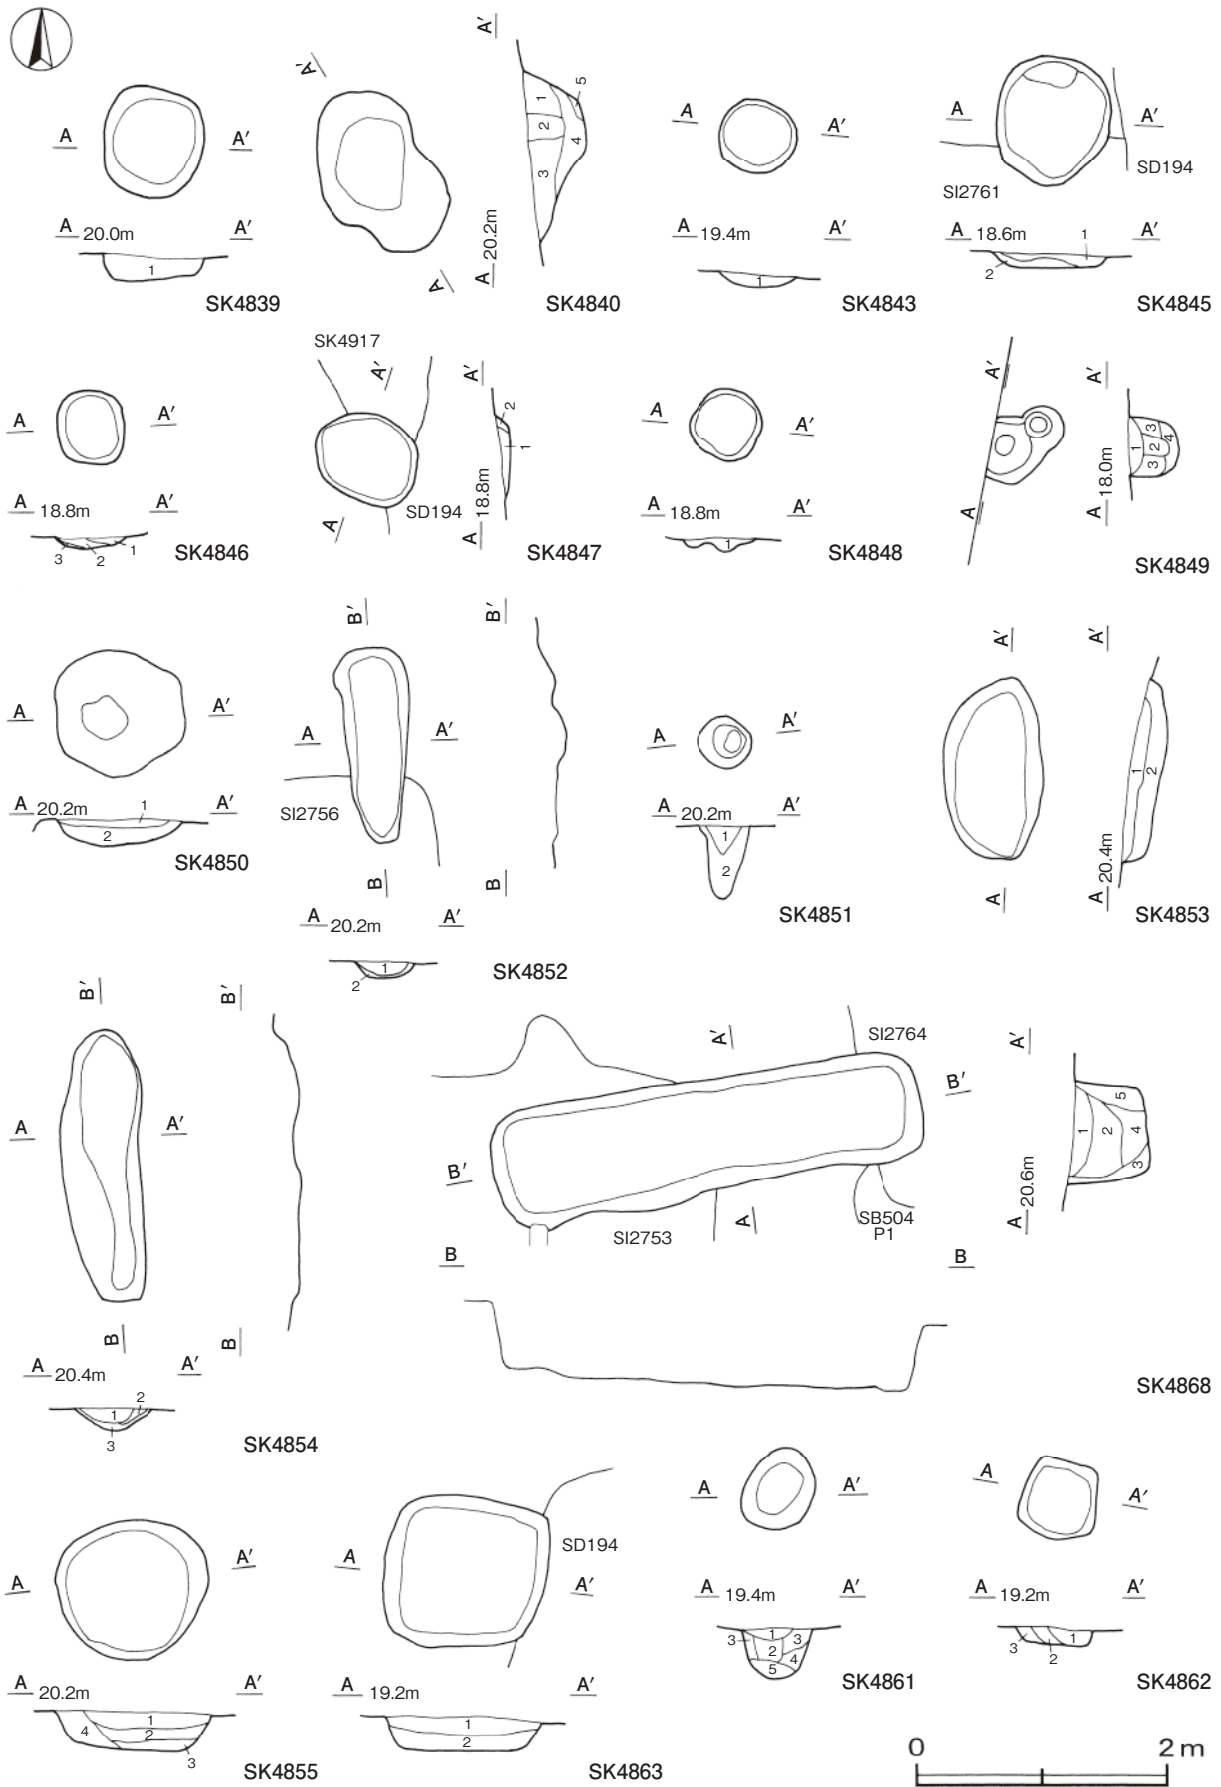 A A′
A 20.0m A′
1
SK4839
A′
A
A′
1 2 3 4 5
A 20.2m
SK4840
A A′
A 19.4m A′
1
SK4843
A A′
SI2761
SD194
A 18.6m A′
1
2
SK4845
A A′
A 18.8m A′
3 2 1
SK4846
SK4917
A′
A
SD194
A′
2
1
A 18.8m
SK4847
A A′
A 18.8m A′
1
SK4848
A′
A
A′
3
1 2 4
3
A 18.0m
SK4849
A A′
A 20.2m A′
1
2
SK4850
B′
A A′
SI2756
B
B′
B
A 20.2m A′
1
2
SK4852
A A′
A 20.2m A′
1
2
SK4851
A′
A
A′
1 2
A 20.4m
SK4853
B′
A A′
B
B′
B
A 20.4m A′
1 2
3
SK4854
A′
SI2764
B′
B′
SI2753
A
SB504
P1
B B
A′
5
1 2 4
3
A 20.6m
SK4868
A A′
A 20.2m A′
1
4 2
3
SK4855
A A′
SD194
A 19.2m A′
1
2
SK4863
A A′
A 19.4m A′
3 1 3
2 4
5
SK4861
A A′
A 19.2m A′
3 2 1
SK4862
0 2 m